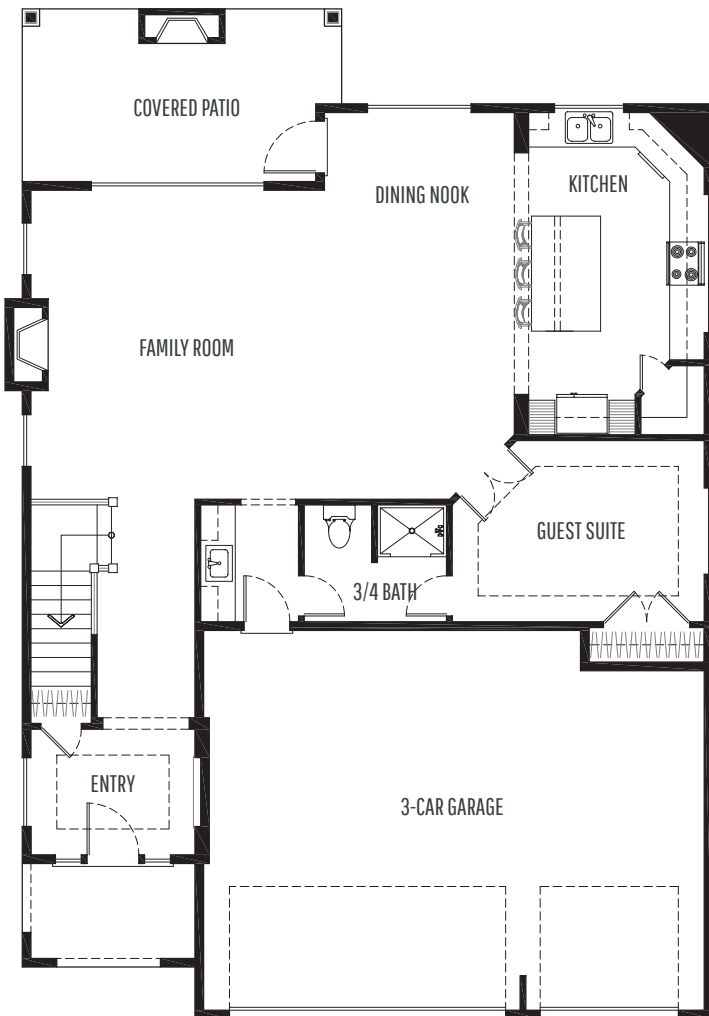 COVERED PATIO
DINING NOOK
KITCHEN
FAMILY ROOM
GUEST SUITE
3/4 BATH
ENTRY
3-CAR GARAGE